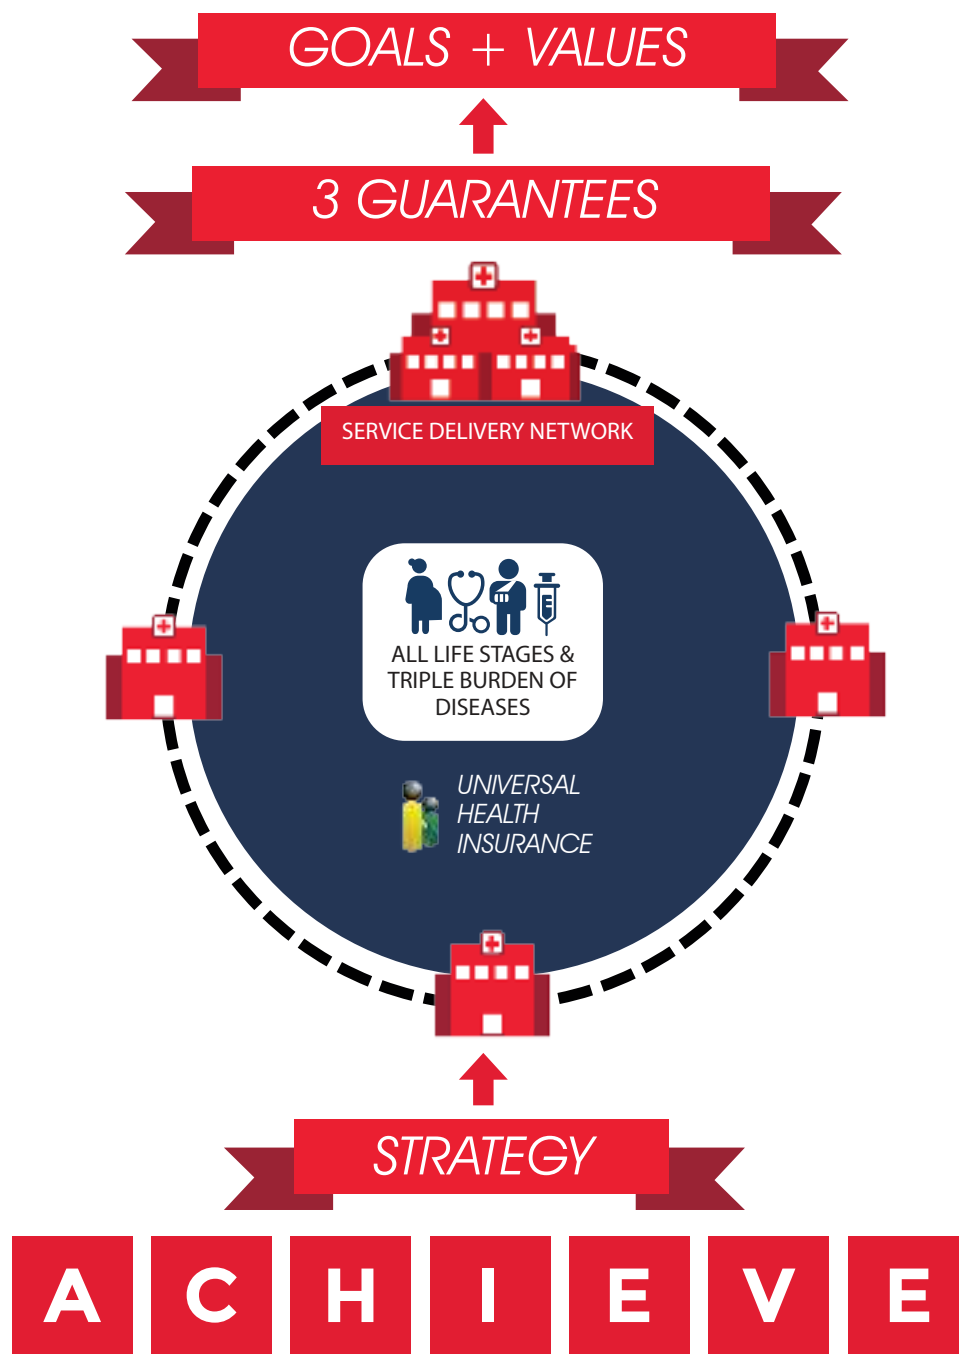 GOALS + VALUES
3 GUARANTEES
SERVICE DELIVERY NETWORK
ALL LIFE STAGES &
TRIPLE BURDEN OF
DISEASES
UNIVERSAL
HEALTH
INSURANCE
STRATEGY
A C H I E V E